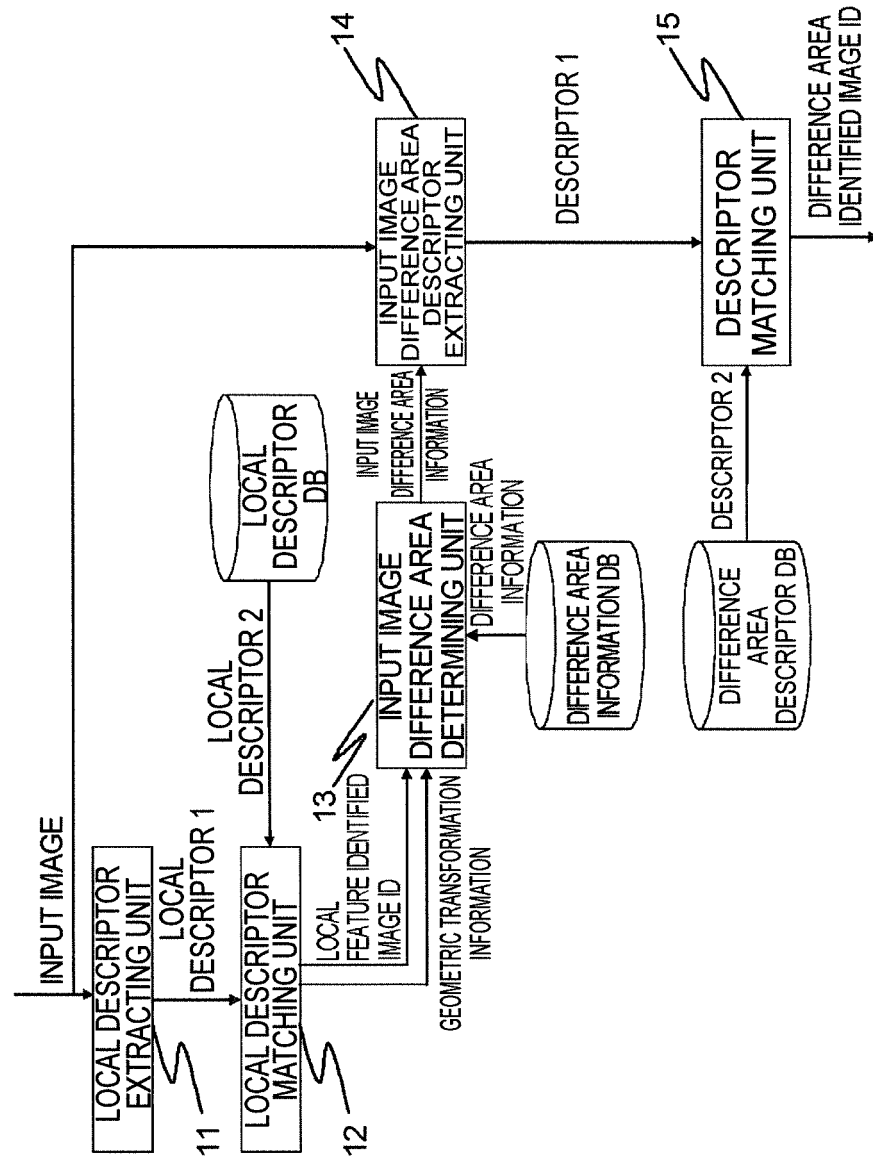 INPUT IMAGE
LOCAL DESCRIPTOR
EXTRACTING UNIT
11
LOCAL
DESCRIPTOR 1
LOCAL DESCRIPTOR
MATCHING UNIT
12
LOCAL
DESCRIPTOR 2
LOCAL
DESCRIPTOR
DB
LOCAL
FEATURE IDENTIFIED
IMAGE ID
GEOMETRIC TRANSFORMATION
INFORMATION
13
INPUT IMAGE
DIFFERENCE AREA
DETERMINING UNIT
DIFFERENCE AREA
INFORMATION
DIFFERENCE AREA
INFORMATION DB
INPUT IMAGE
DIFFERENCE AREA
INFORMATION
14
INPUT IMAGE
DIFFERENCE AREA
DESCRIPTOR
EXTRACTING UNIT
DESCRIPTOR 1
DIFFERENCE
AREA
DESCRIPTOR DB
DESCRIPTOR 2
15
DESCRIPTOR
MATCHING UNIT
DIFFERENCE AREA
IDENTIFIED IMAGE ID